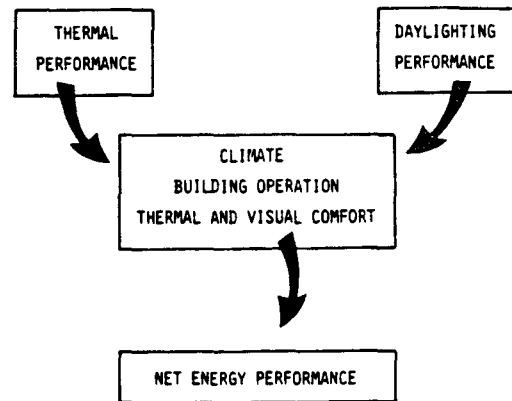 THERMAL
PERFORMANCE
DAYLIGHTING
PERFORMANCE
CLIMATE
BUILDING OPERATION
THERMAL AND VISUAL COMFORT
NET ENERGY PERFORMANCE